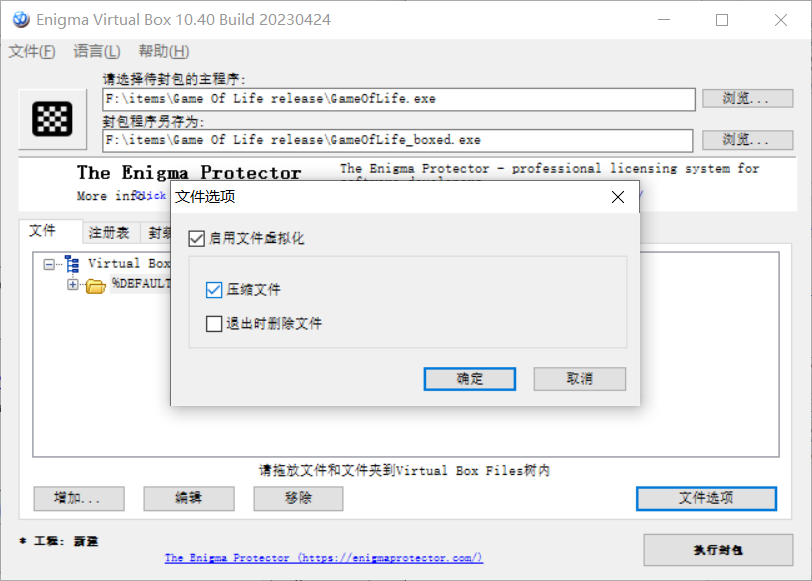 Enigma Virtual Box 10.40 Build 20230424
文件(F) 语言(L) 帮助(H)
请选择待封包的主程序:
F:\items\Game Of Life release\GameOfLife.exe
浏览...
封包程序另存为:
F:\items\Game Of Life release\GameOfLife_boxed.exe
浏览...
The Enigma Protector
More info:
Click
The Enigma Protector - professional licensing system for
文件选项
文件 注册表
启用文件虚拟化
Virtual Box
%DEFAULT
压缩文件
退出时删除文件
确定 取消
请拖放文件和文件夹到Virtual Box Files树内
增加... 编辑 移除 文件选项
* 工程: 新建
The Enigma Protector (https://enigmaprotector.com/)
执行封包